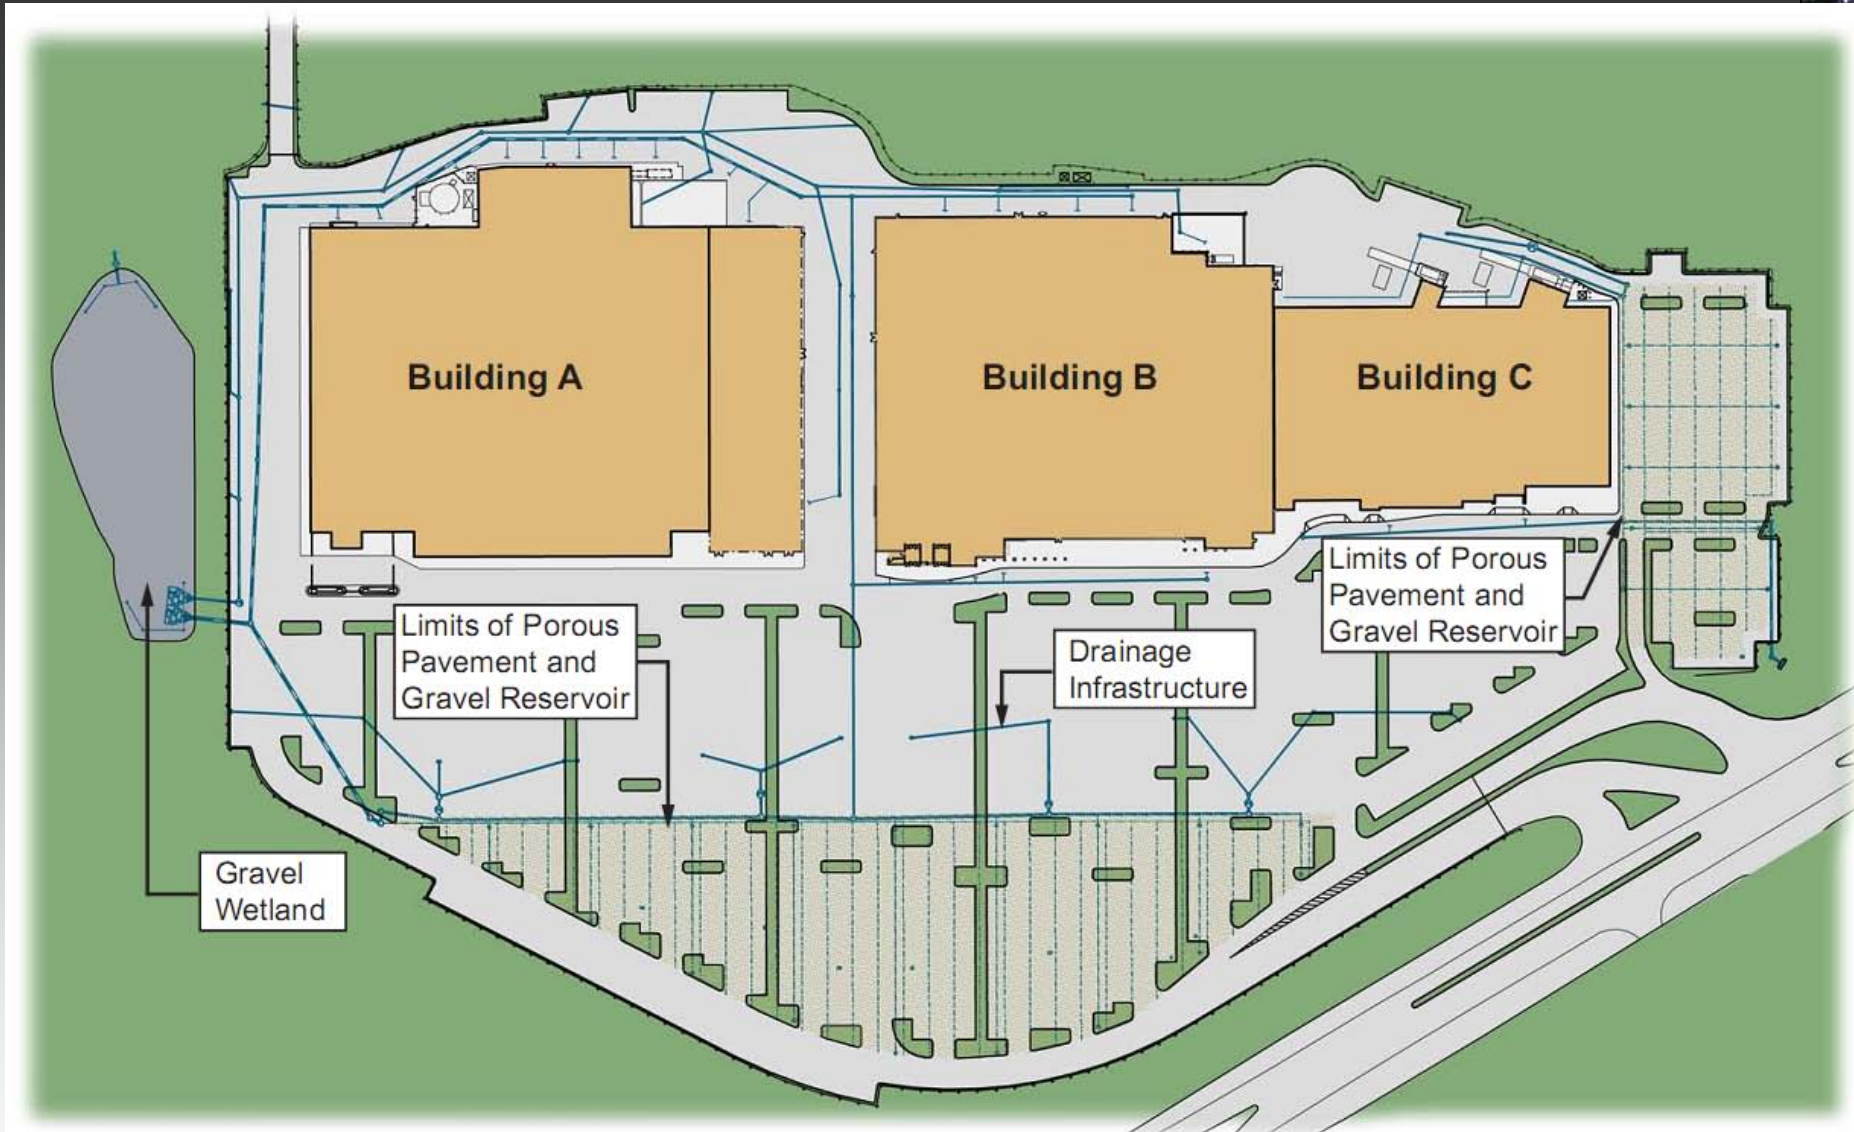 Building A
Building B
Building C
Limits of Porous
Pavement and
Gravel Reservoir
Limits of Porous
Pavement and
Gravel Reservoir
Drainage
Infrastructure
Gravel
Wetland